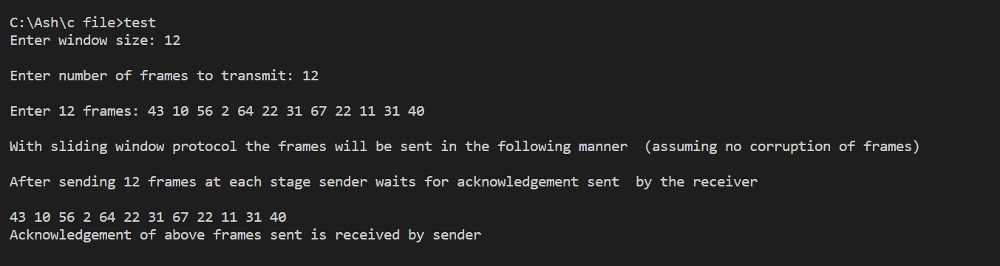 C:\Ash\c file>test
Enter window size: 12
Enter number of frames to transmit: 12
Enter 12 frames: 43 10 56 2 64 22 31 67 22 11 31 40
With sliding window protocol the frames will be sent in the following manner  (assuming no corruption of frames)
After sending 12 frames at each stage sender waits for acknowledgement sent  by the receiver
43 10 56 2 64 22 31 67 22 11 31 40
Acknowledgement of above frames sent is received by sender